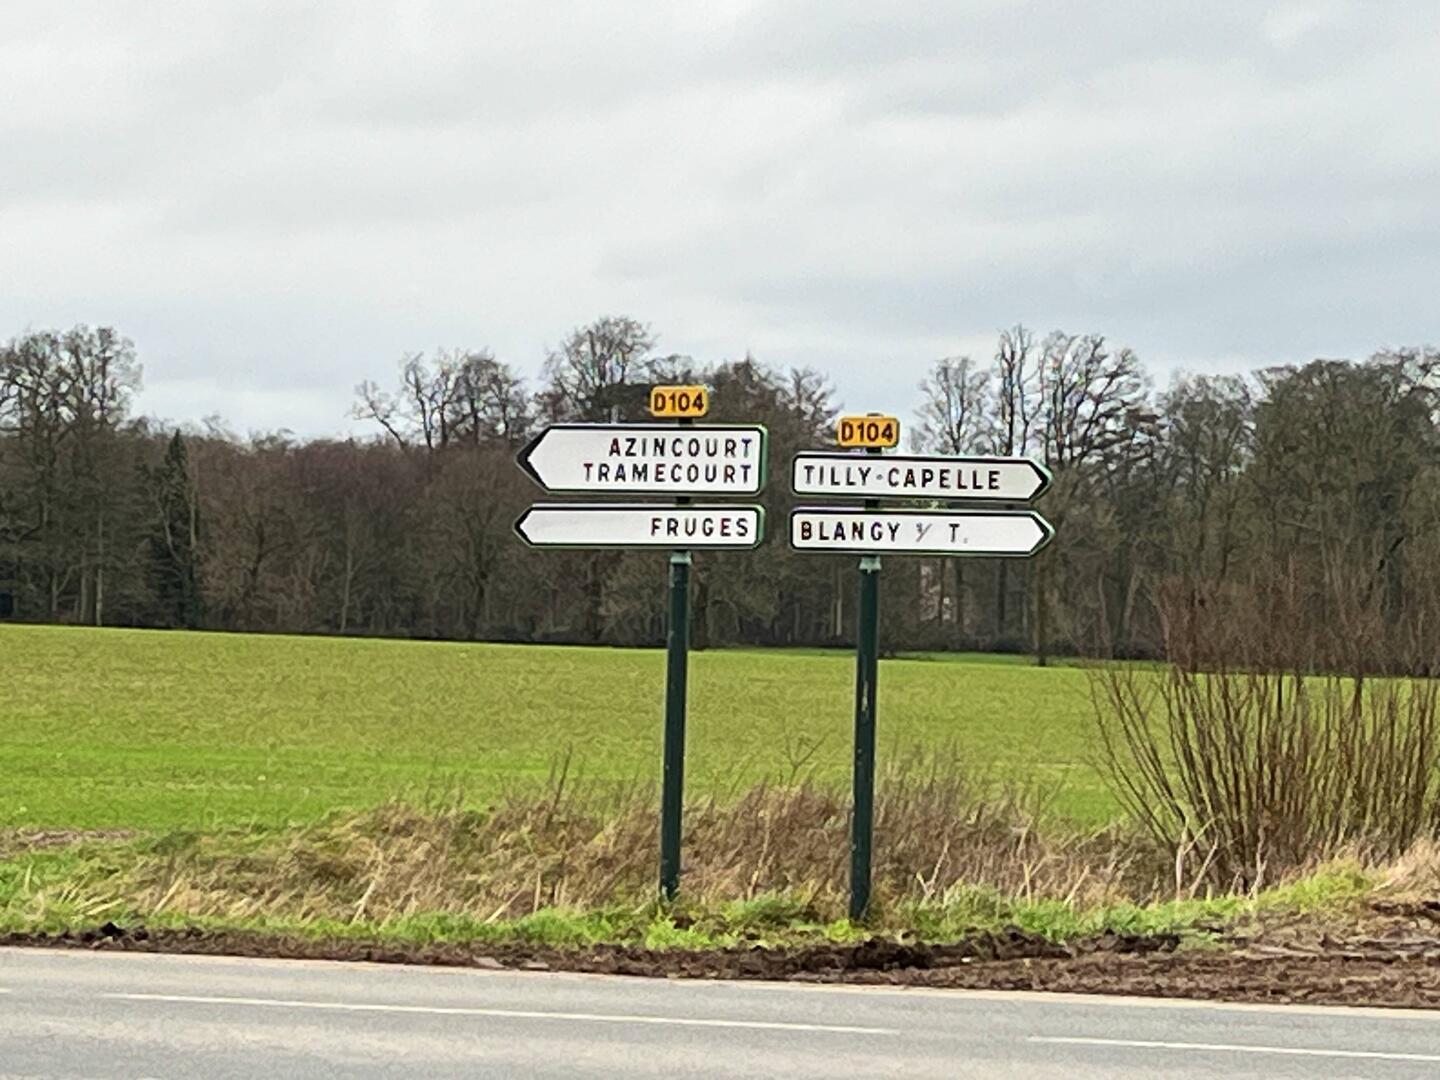 D104
AZINCOURT
TRAMECOURT
FRUGES
D104
TILLY-CAPELLE
BLANGY s/ T.